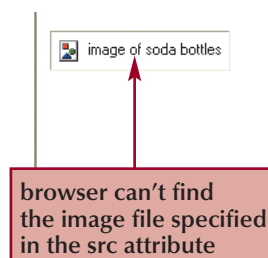 image of soda bottles
browser can't find
the image file specified
in the src attribute